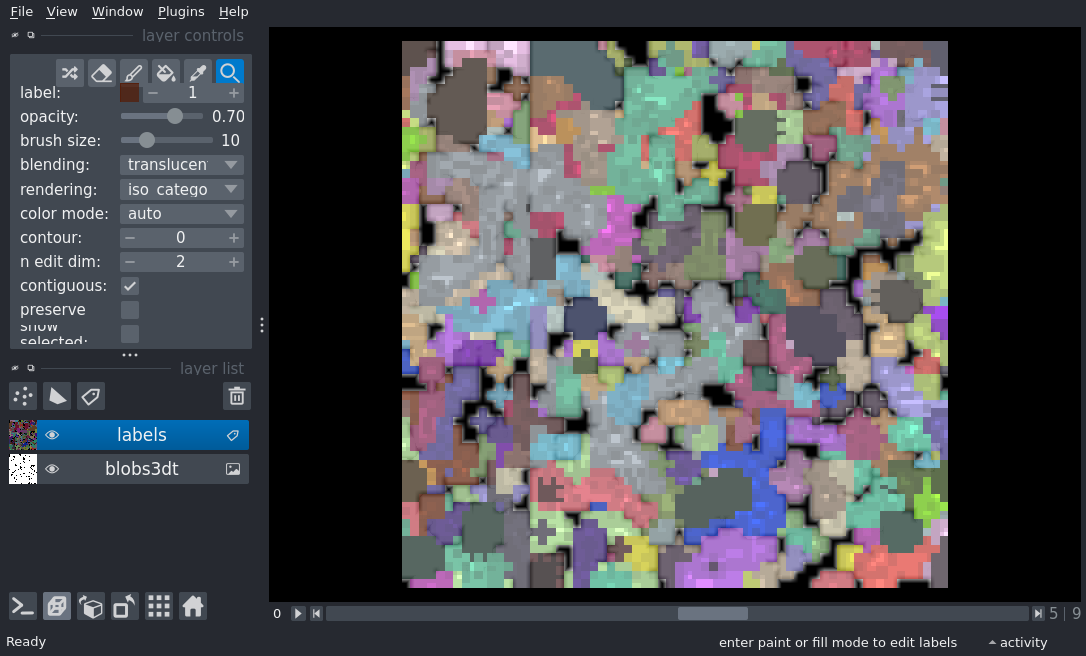 File View Window Plugins Help
layer controls
label: 1
opacity: 0.70
brush size: 10
blending: translucen
rendering: iso_catego
color mode: auto
contour: 0
n edit dim: 2
contiguous:
preserve
show
selected:
layer list
labels
blobs3dt
0 5 | 9
Ready enter paint or fill mode to edit labels activity